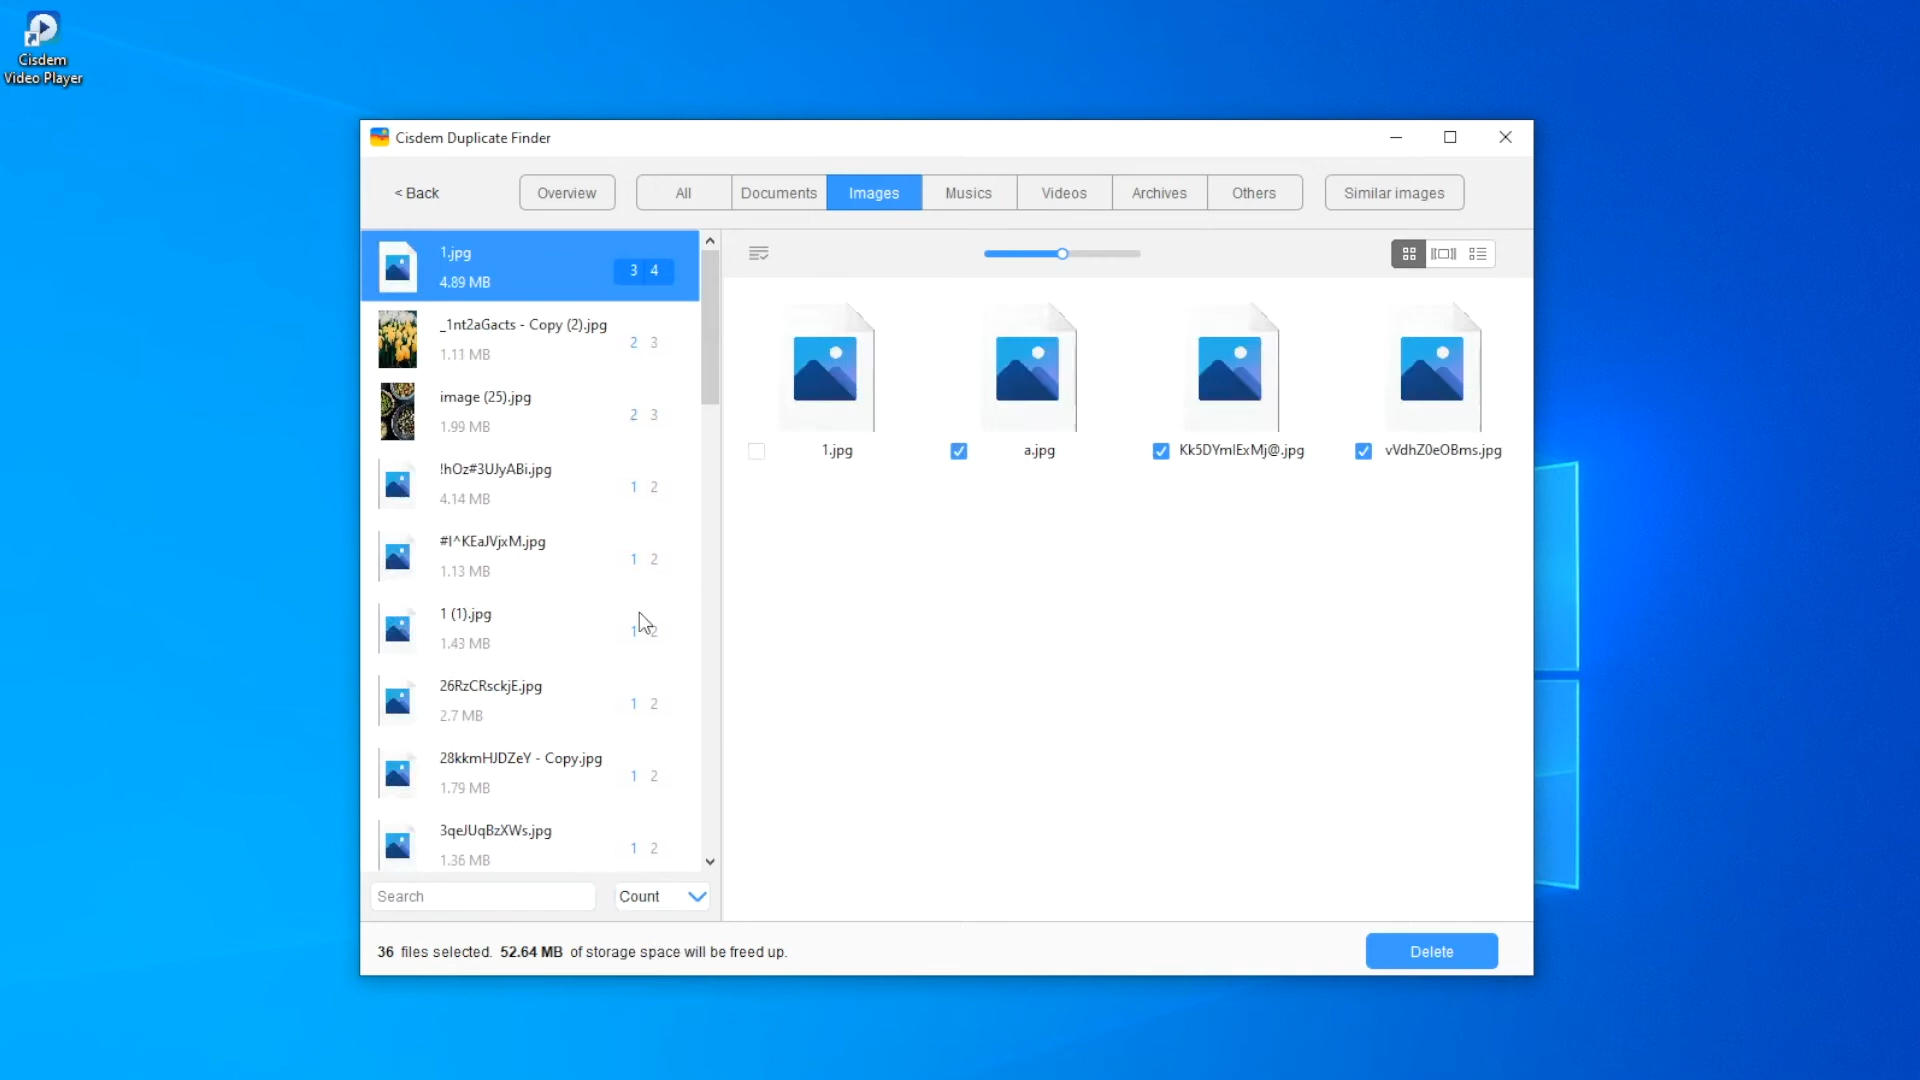 Cisdem
Video Player
Cisdem Duplicate Finder
< Back
Overview
All
Documents
Images
Musics
Videos
Archives
Others
Similar images
1.jpg
4.89 MB
3 4
_1nt2aGacts - Copy (2).jpg
1.11 MB
2 3
image (25).jpg
1.99 MB
2 3
!hOz#3UJyABi.jpg
4.14 MB
1 2
#I^KEaJVjxM.jpg
1.13 MB
1 2
1 (1).jpg
1.43 MB
1 2
26RzCRsckjE.jpg
2.7 MB
1 2
28kkmHJDZeY - Copy.jpg
1.79 MB
1 2
3qeJUqBzXWs.jpg
1.36 MB
1 2
Search
Count
1.jpg
a.jpg
Kk5DYmlExMj@.jpg
vVdhZ0eOBms.jpg
36 files selected. 52.64 MB of storage space will be freed up.
Delete